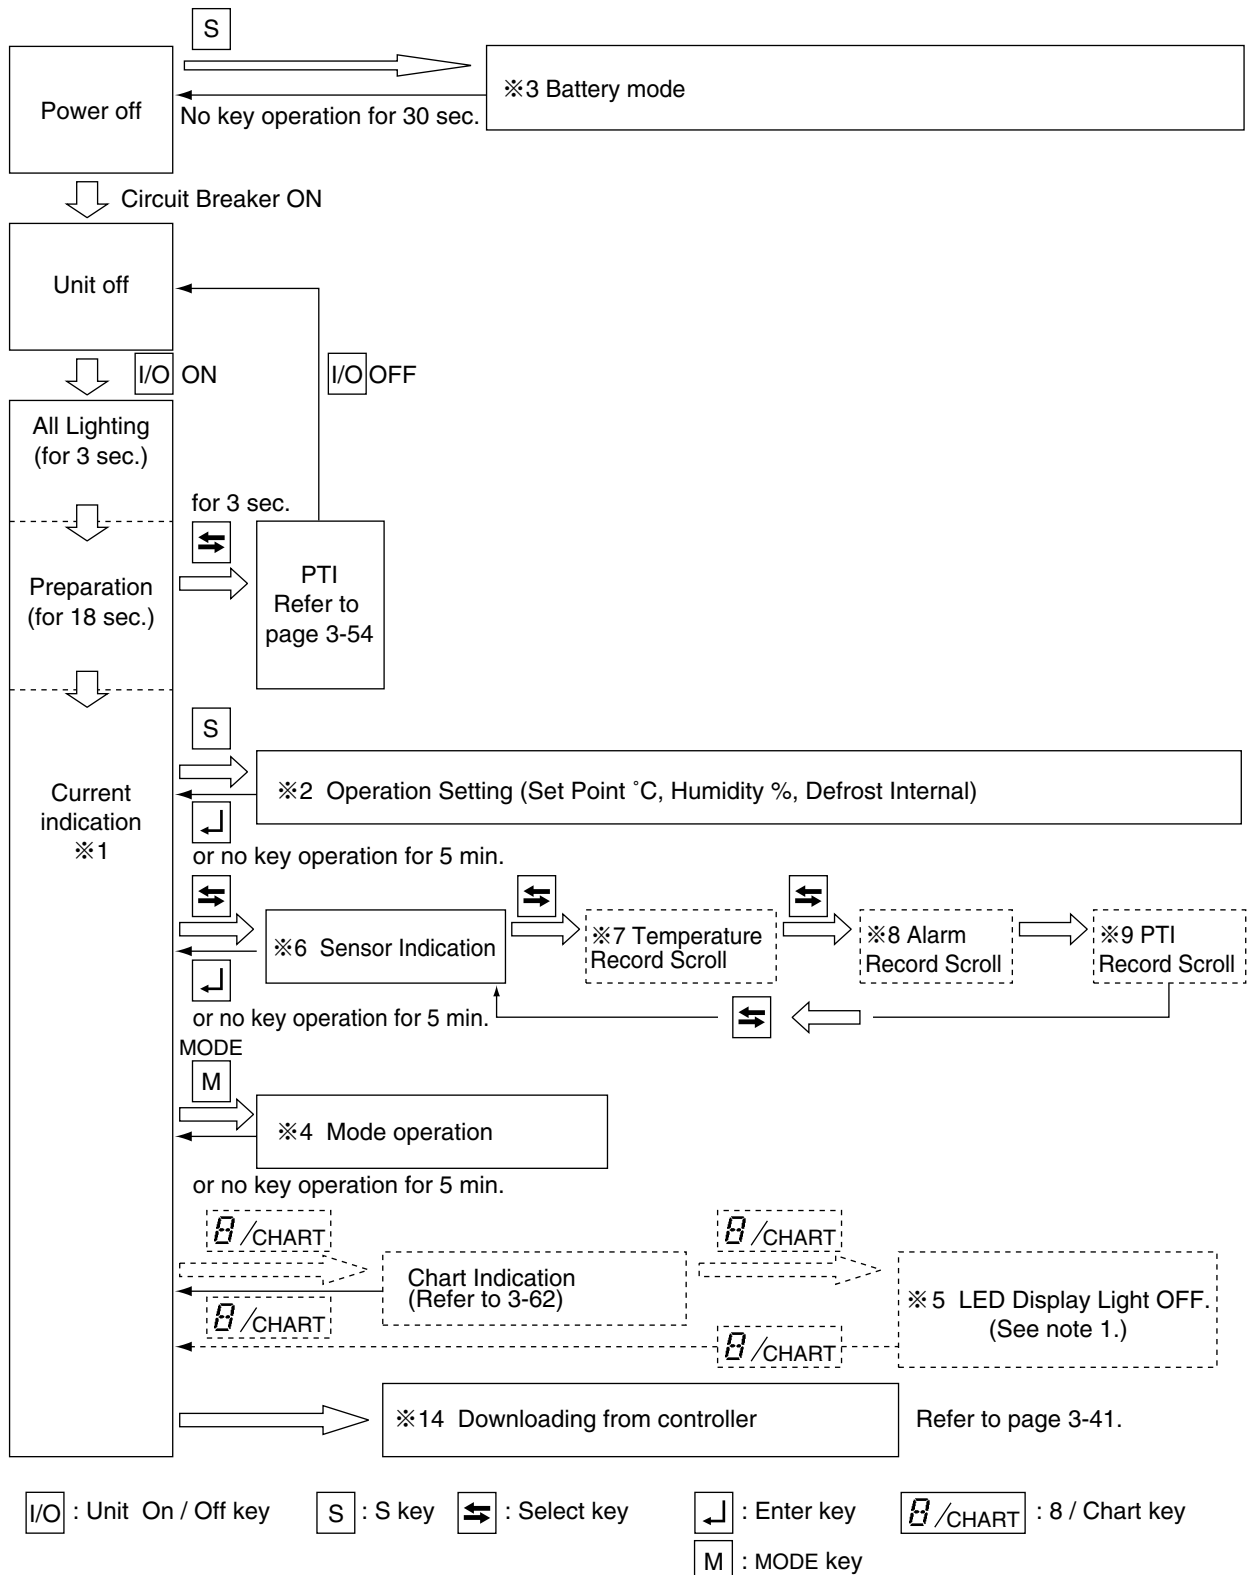 S
Power off
※3 Battery mode
No key operation for 30 sec.
Circuit Breaker ON
Unit off
I/O ON
I/O OFF
All Lighting
(for 3 sec.)
for 3 sec.
Preparation
(for 18 sec.)
PTI
Refer to
page 3-54
S
Current
indication
※1
※2 Operation Setting (Set Point ˚C, Humidity %, Defrost Internal)
or no key operation for 5 min.
※6 Sensor Indication
※7 Temperature
Record Scroll
※8 Alarm
Record Scroll
※9 PTI
Record Scroll
or no key operation for 5 min.
MODE
M
※4 Mode operation
or no key operation for 5 min.
8/CHART
8/CHART
Chart Indication
(Refer to 3-62)
※5 LED Display Light OFF.
(See note 1.)
8/CHART
8/CHART
※14 Downloading from controller
Refer to page 3-41.
I/O : Unit On / Off key
S : S key
: Select key
: Enter key
8/CHART : 8 / Chart key
M : MODE key